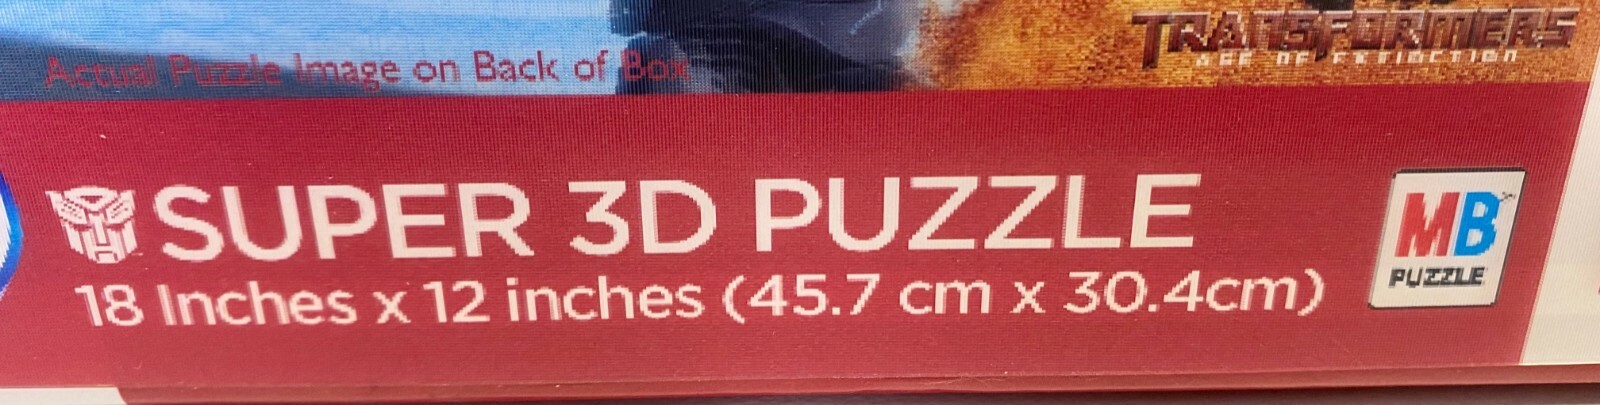 TRANSFORMERS
AGE OF EXTINCTION
Actual Puzzle Image on Back of Box
SUPER 3D PUZZLE
18 Inches x 12 inches (45.7 cm x 30.4cm)
MB
PUZZLE